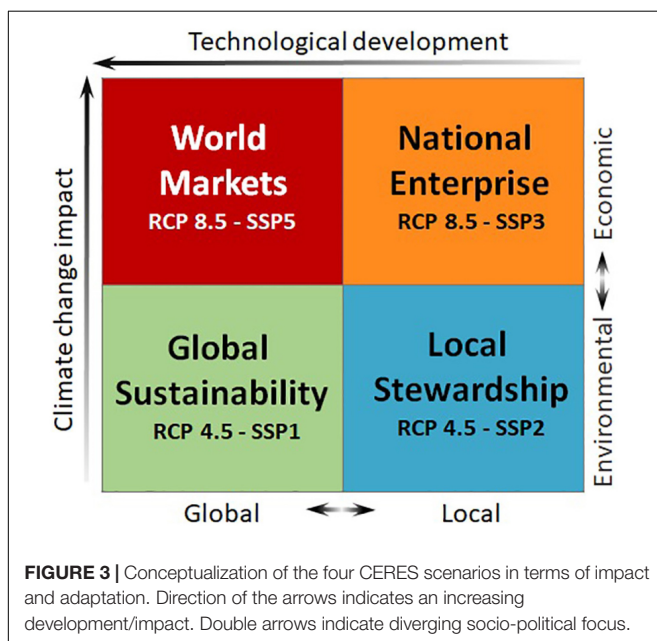 Technological development
Climate change impact
World
Markets
RCP 8.5 - SSP5
National
Enterprise
RCP 8.5 - SSP3
Economic
Environmental
Global
Sustainability
RCP 4.5 - SSP1
Local
Stewardship
RCP 4.5 - SSP2
Global
Local
FIGURE 3 | Conceptualization of the four CERES scenarios in terms of impact
and adaptation. Direction of the arrows indicates an increasing
development/impact. Double arrows indicate diverging socio-political focus.